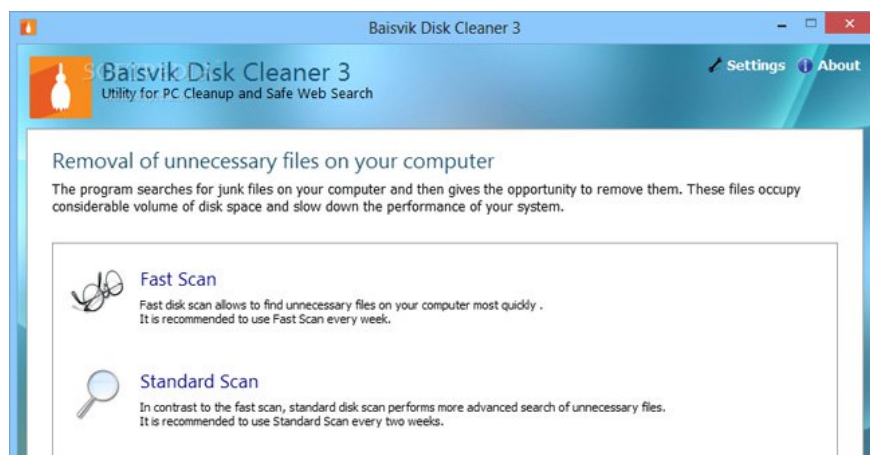 Baisvik Disk Cleaner 3
Baisvik Disk Cleaner 3
Utility for PC Cleanup and Safe Web Search
Settings
About
Removal of unnecessary files on your computer
The program searches for junk files on your computer and then gives the opportunity to remove them. These files occupy
considerable volume of disk space and slow down the performance of your system.
Fast Scan
Fast disk scan allows to find unnecessary files on your computer most quickly .
It is recommended to use Fast Scan every week.
Standard Scan
In contrast to the fast scan, standard disk scan performs more advanced search of unnecessary files.
It is recommended to use Standard Scan every two weeks.